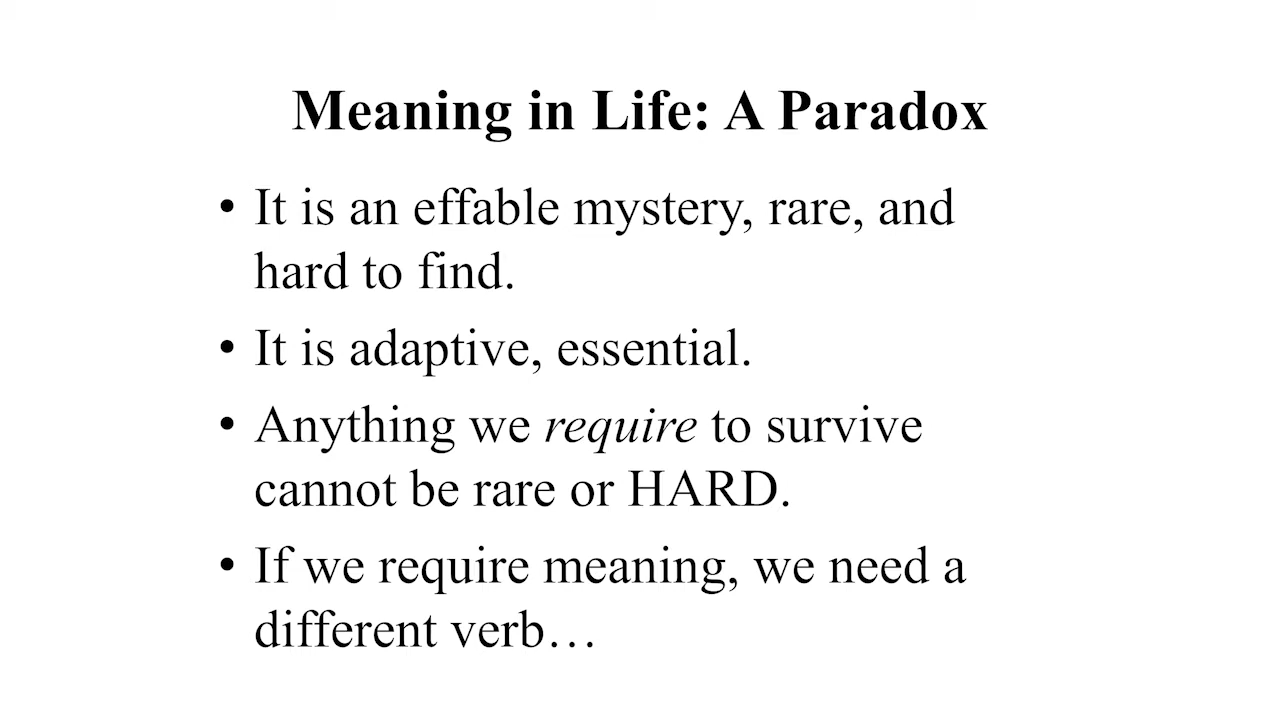 Meaning in Life: A Paradox
• It is an effable mystery, rare, and
hard to find.
• It is adaptive, essential.
• Anything we require to survive
cannot be rare or HARD.
• If we require meaning, we need a
different verb…